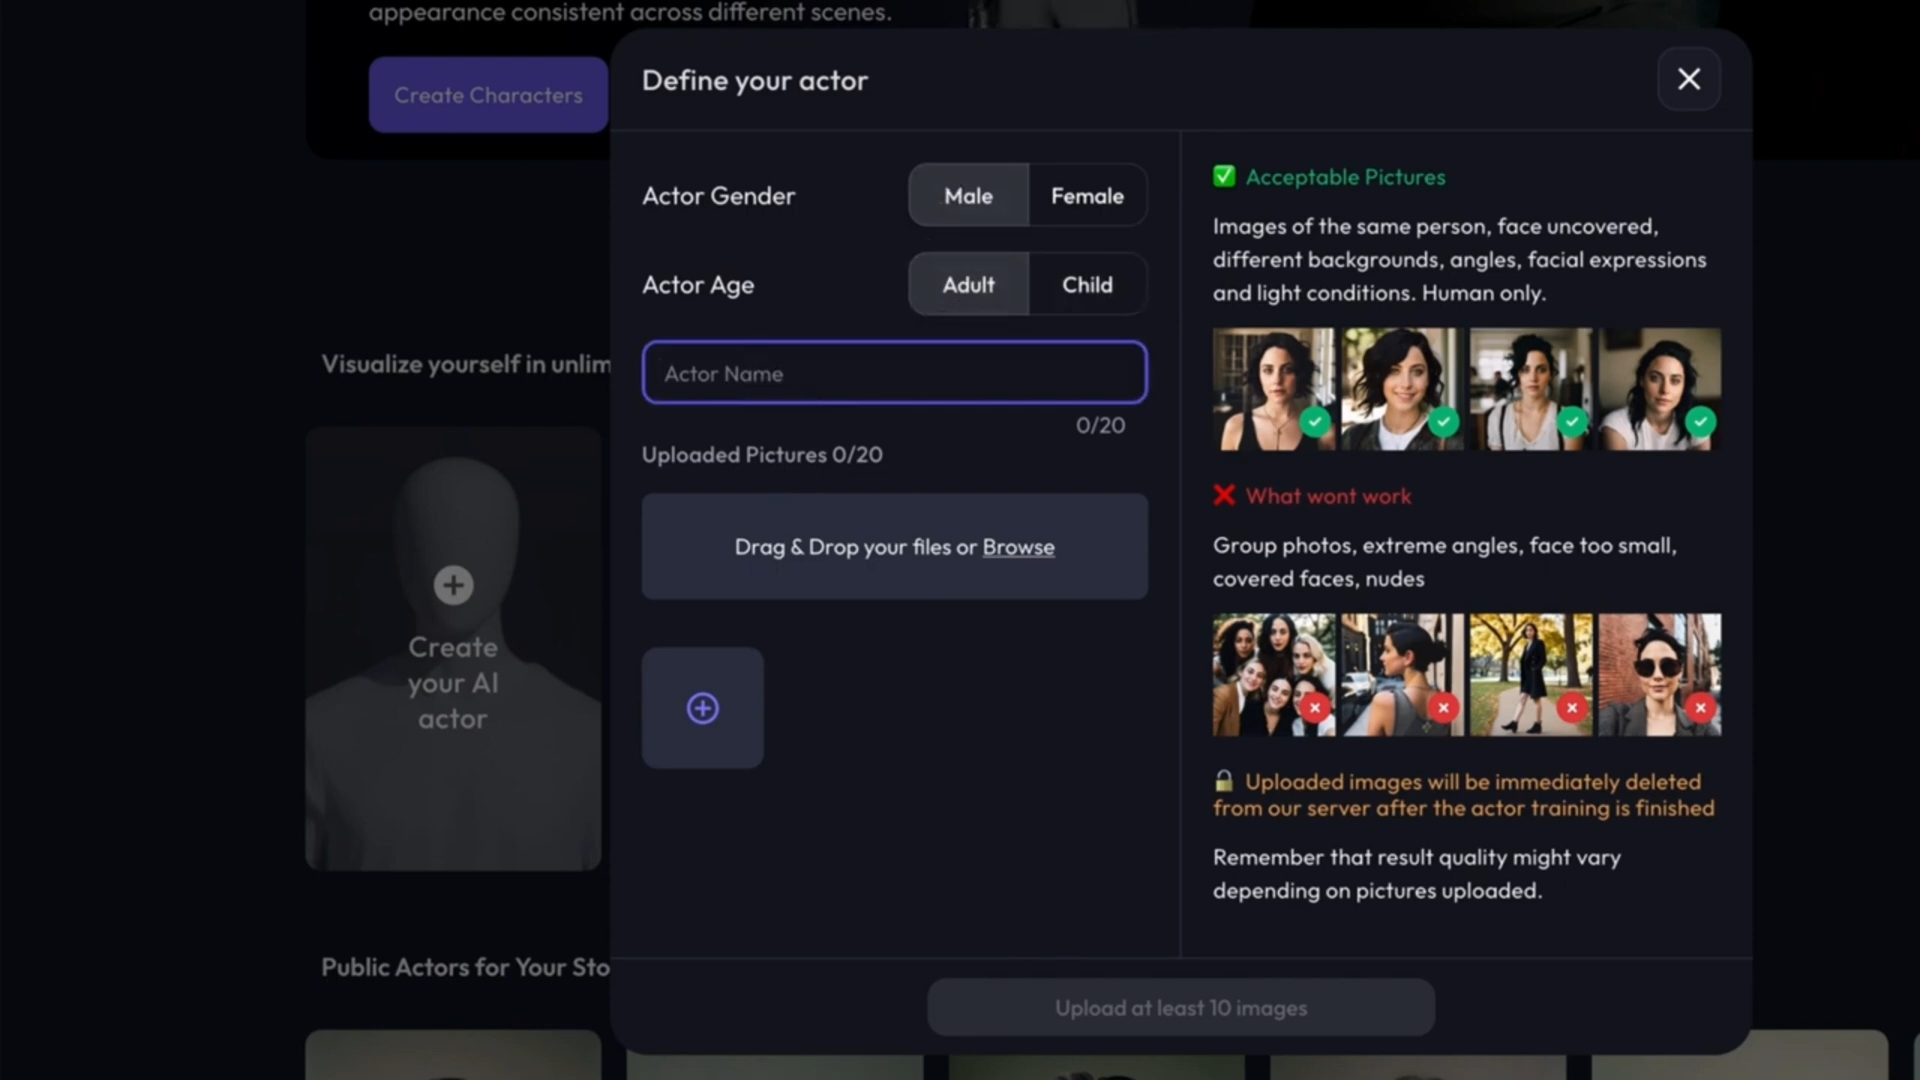 appearance consistent across different scenes.
Create Characters
Visualize yourself in unlim
Create
your AI
actor
Public Actors for Your Sto
Define your actor
Actor Gender
Male
Female
Actor Age
Adult
Child
Actor Name
0/20
Uploaded Pictures 0/20
Drag & Drop your files or Browse
Acceptable Pictures
Images of the same person, face uncovered,
different backgrounds, angles, facial expressions
and light conditions. Human only.
What wont work
Group photos, extreme angles, face too small,
covered faces, nudes
Uploaded images will be immediately deleted
from our server after the actor training is finished
Remember that result quality might vary
depending on pictures uploaded.
Upload at least 10 images